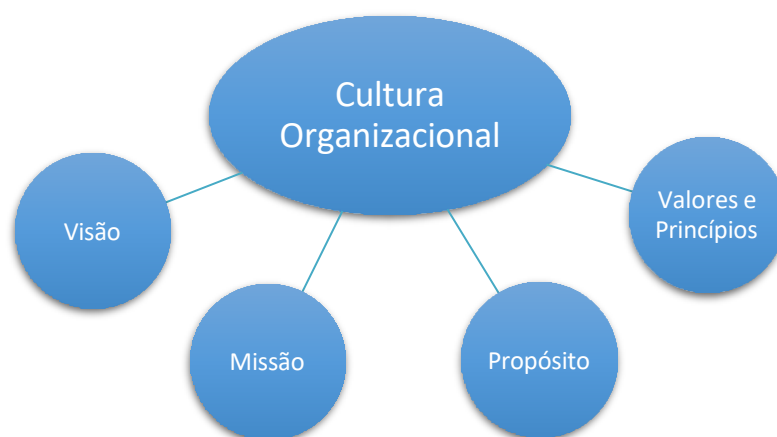 Cultura
Organizacional
Visão
Missão
Propósito
Valores e
Princípios